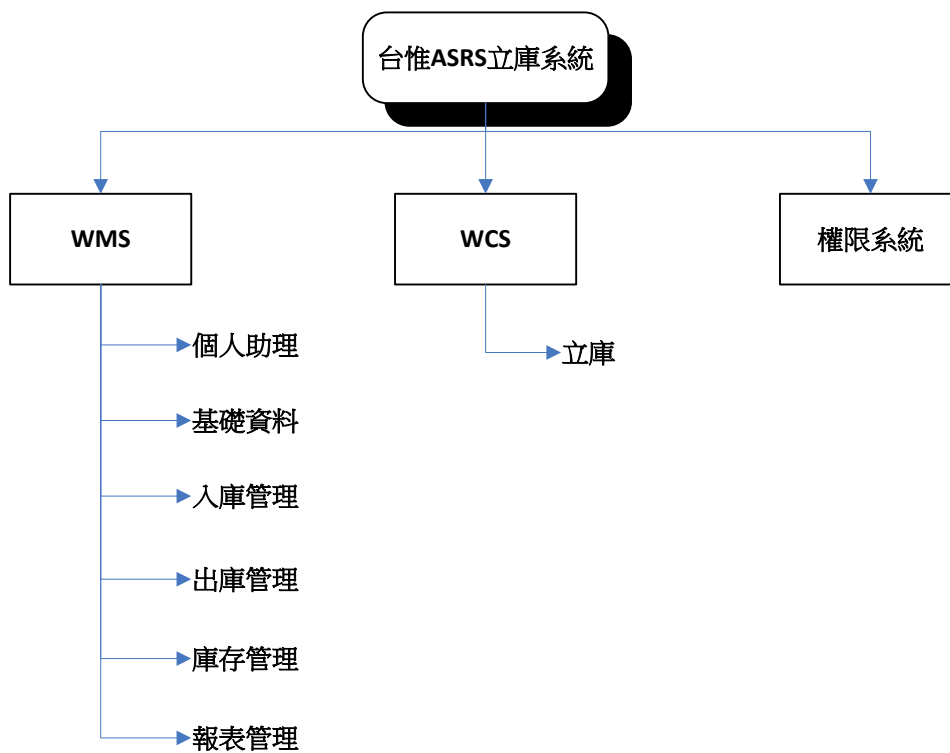 台惟ASRS立庫系統
WMS
WCS
權限系統
個人助理
立庫
基礎資料
入庫管理
出庫管理
庫存管理
報表管理